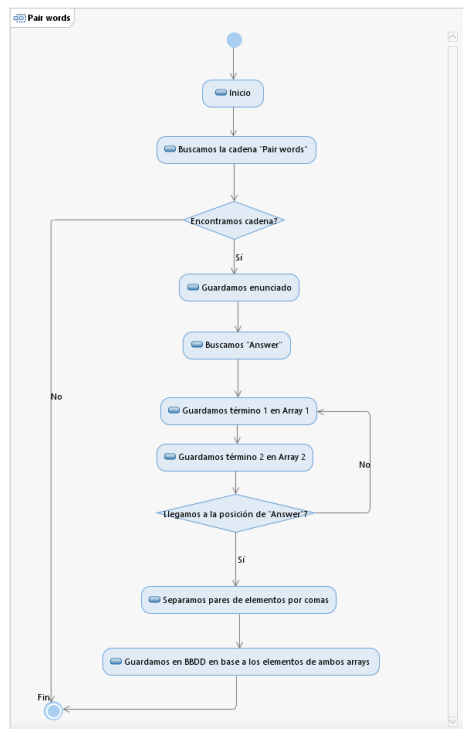 Pair words
Inicio
Buscamos la cadena "Pair words"
Encontramos cadena?
Sí
Guardamos enunciado
Buscamos "Answer"
No
Guardamos término 1 en Array 1
Guardamos término 2 en Array 2
No
Llegamos a la posición de "Answer"?
Sí
Separamos pares de elementos por comas
Guardamos en BBDD en base a los elementos de ambos arrays
Fin